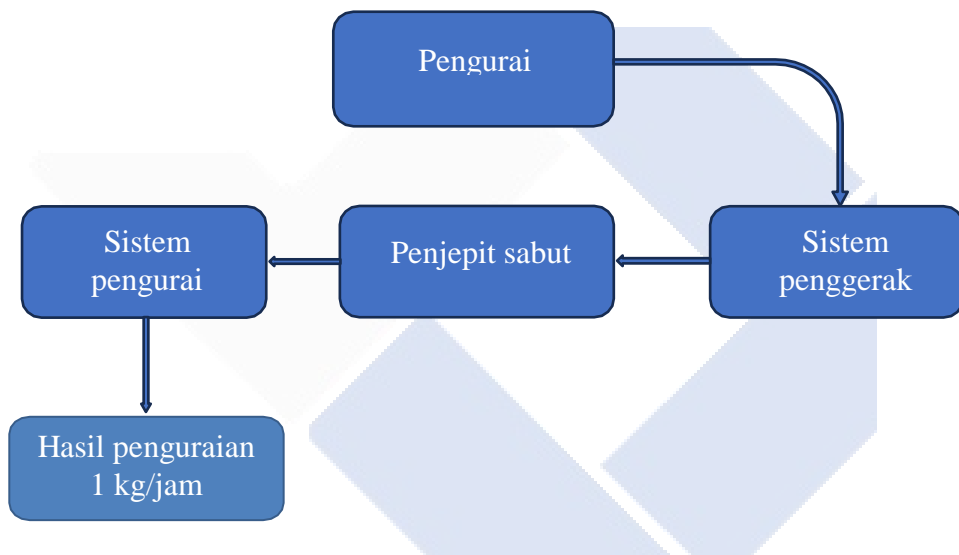 Pengurai
Sistem
pengurai
Penjepit sabut
Sistem
penggerak
Hasil penguraian
1 kg/jam